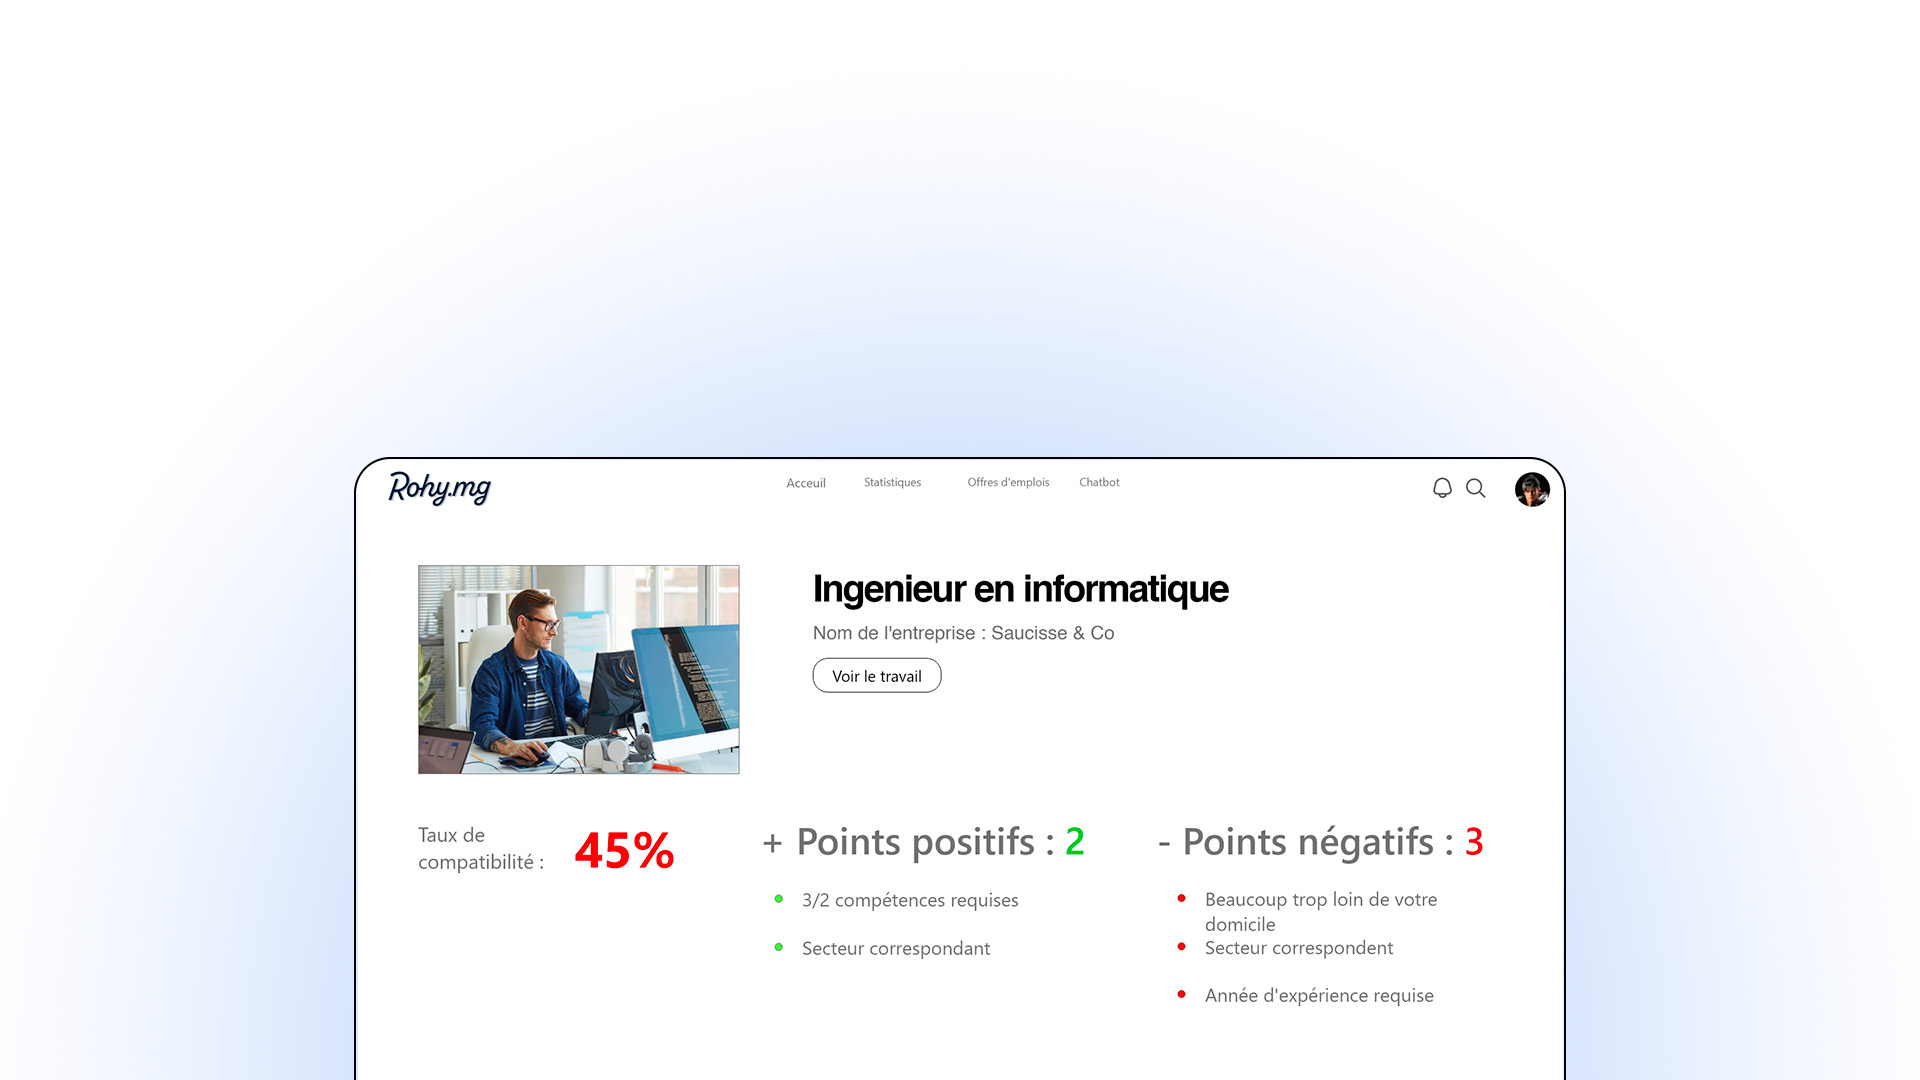 Rohy.mg
Acceuil
Statistiques
Offres d'emplois
Chatbot
Ingenieur en informatique
Nom de l'entreprise : Saucisse & Co
Voir le travail
Taux de
compatibilité :
45%
+ Points positifs : 2
3/2 compétences requises
Secteur correspondant
- Points négatifs : 3
Beaucoup trop loin de votre
domicile
Secteur correspondent
Année d'expérience requise